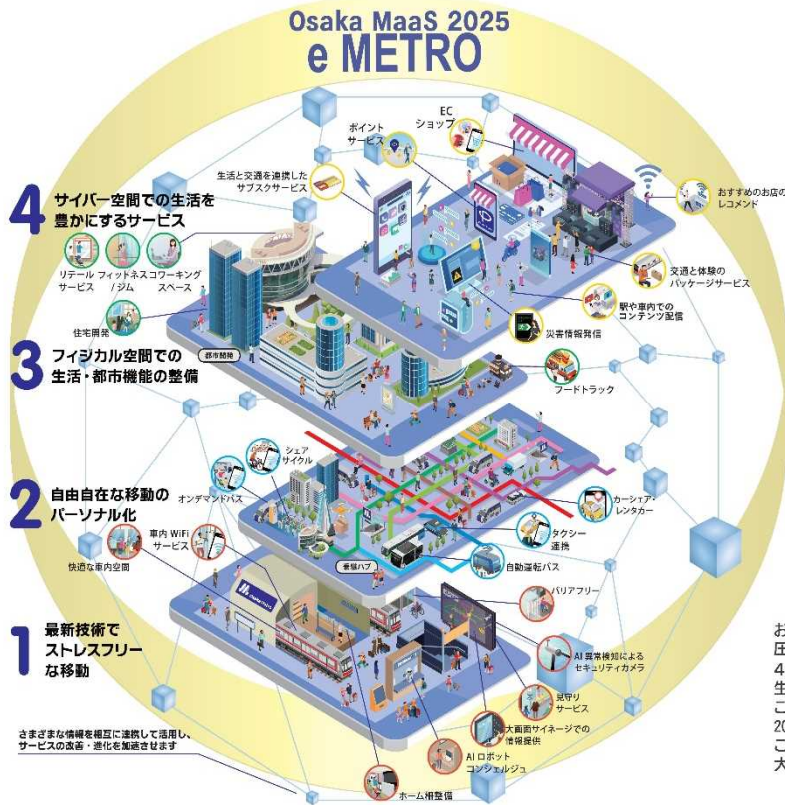 Osaka MaaS 2025
e METRO
EC
ショップ
ポイント
サービス
生活と交通を連携した
サブスクサービス
おすすめのお店の
レコメンド
4
サイバー空間での生活を
豊かにするサービス
リテール
サービス
フィットネス
/ジム
コワーキング
スペース
交通と体験の
パッケージサービス
駅や車内での
コンテンツ配信
災害情報発信
住宅開発
3
フィジカル空間での
生活・都市機能の整備
都市開発
フードトラック
シェア
サイクル
オンデマンドバス
2
自由自在な移動の
パーソナル化
カーシェア・
レンタカー
タクシー
連携
自動運転バス
乗継ハブ
車内 WiFi
サービス
快適な車内空間
バリアフリー
1
最新技術で
ストレスフリー
な移動
AI 異常検知による
セキュリティカメラ
見守り
サービス
大画面サイネージでの
情報提供
AI ロボット
コンシェルジュ
ホーム柵整備
さまざまな情報を相互に連携して活用し、
サービスの改善・進化を加速させます
お
圧
4
生
こ
20
こ
大